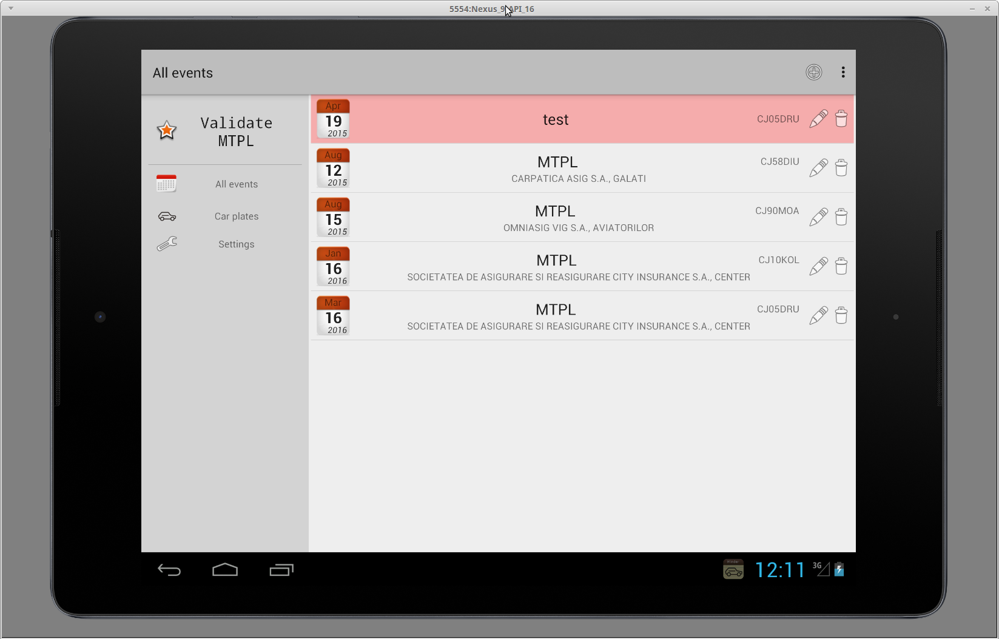 5554:Nexus_9_API_16
All events
Validate
MTPL
All events
Car plates
Settings
Apr
19
2015
test
CJ05DRU
Aug
12
2015
MTPL
CARPATICA ASIG S.A., GALATI
CJ58DIU
Aug
15
2015
MTPL
OMNIASIG VIG S.A., AVIATORILOR
CJ90MOA
Jan
16
2016
MTPL
SOCIETATEA DE ASIGURARE SI REASIGURARE CITY INSURANCE S.A., CENTER
CJ10KOL
Mar
16
2016
MTPL
SOCIETATEA DE ASIGURARE SI REASIGURARE CITY INSURANCE S.A., CENTER
CJ05DRU
12:11
3G